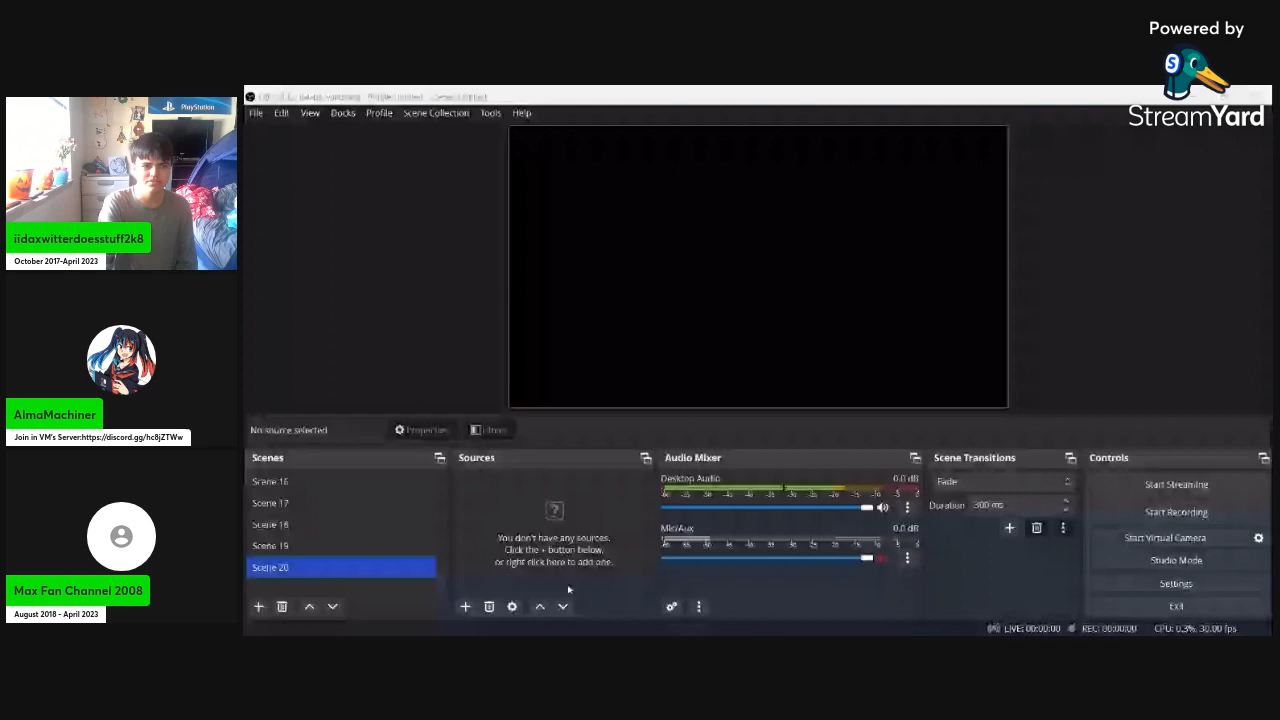 Powered by
StreamYard
PlayStation
iidaxwitterdoesstuff2k8
October 2017-April 2023
AlmaMachiner
Join in VM's Server:https://discord.gg/hc8jZTWw
Max Fan Channel 2008
August 2018 - April 2023
File Edit View Docks Profile Scene Collection Tools Help
No source selected
Properties
Filters
Scenes
Scene 16
Scene 17
Scene 18
Scene 19
Scene 20
Sources
You don't have any sources.
Click the + button below,
or right click here to add one.
Audio Mixer
Desktop Audio 0.0 dB
Mic/Aux 0.0 dB
Scene Transitions
Fade
Duration 300 ms
Controls
Start Streaming
Start Recording
Start Virtual Camera
Studio Mode
Settings
Exit
LIVE: 00:00:00 REC: 00:00:00 CPU: 0.3%, 30.00 fps